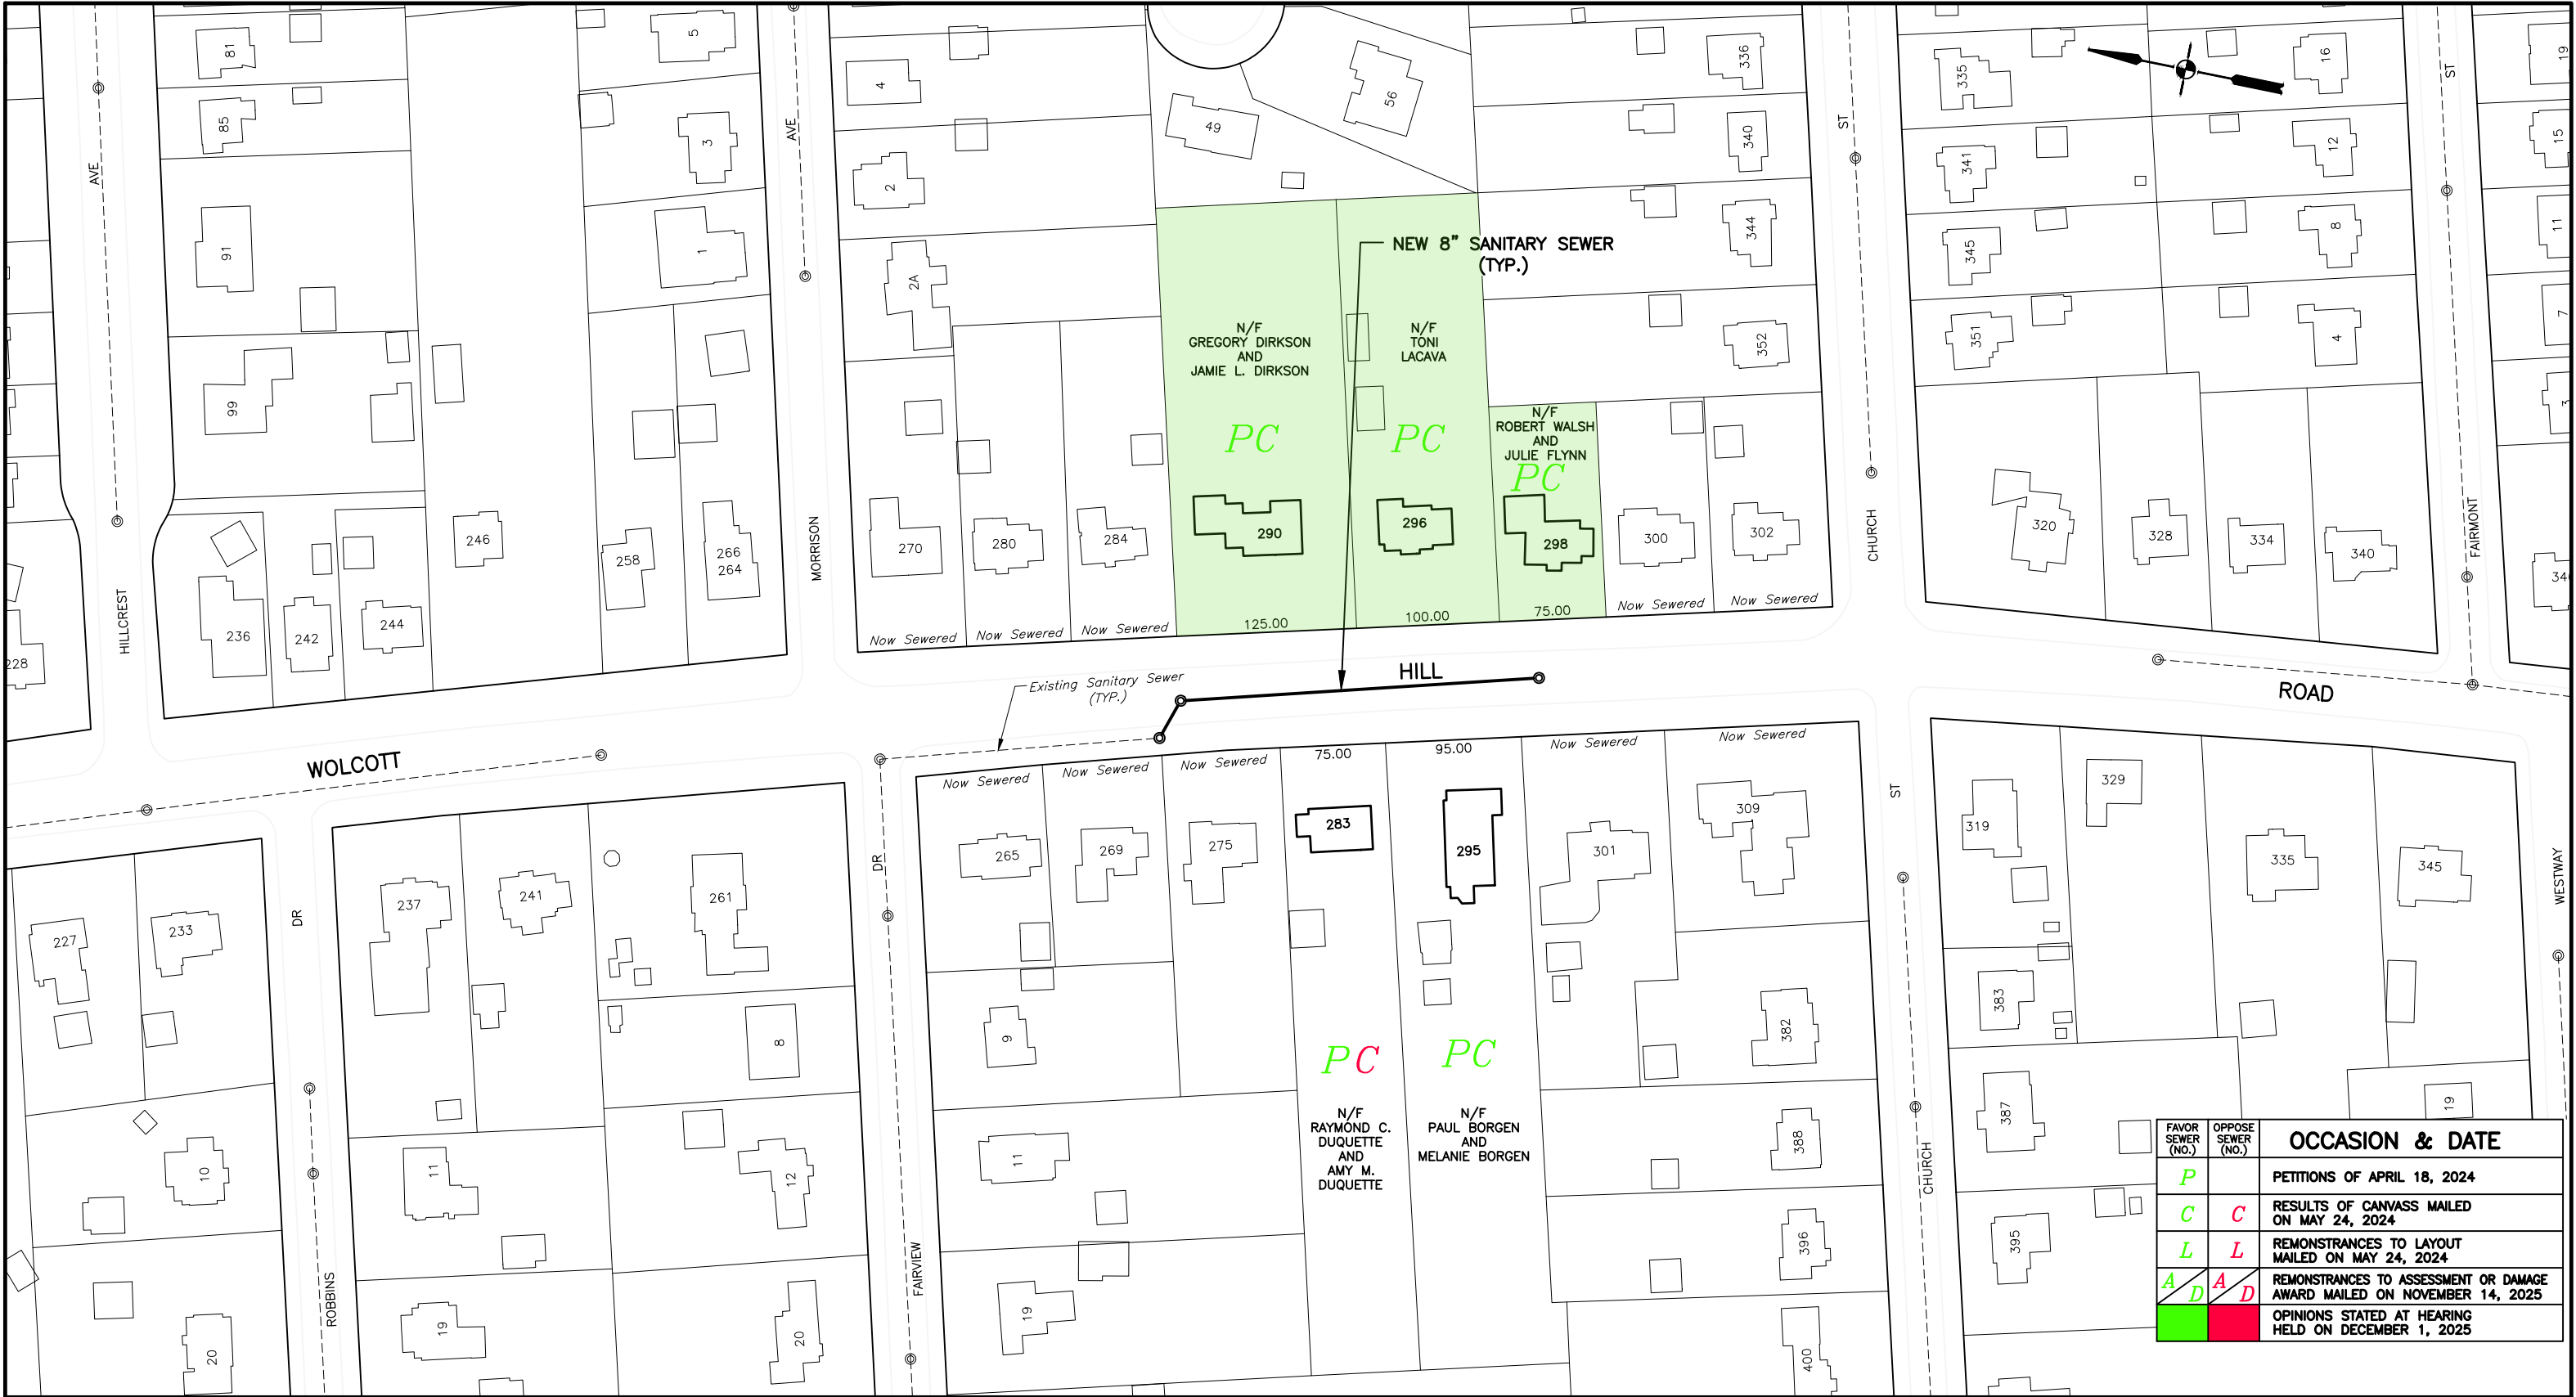 81
85
AVE
91
99
HILLCREST
236
242
244
246
228
5
3
1
258
266
264
AVE
MORRISON
4
2
2A
270
280
284
49
56
NEW 8" SANITARY SEWER
(TYP.)
N/F
GREGORY DIRKSON
AND
JAMIE L. DIRKSON
PC
290
125.00
N/F
TONI
LACAVA
PC
296
100.00
N/F
ROBERT WALSH
AND
JULIE FLYNN
PC
298
75.00
300
302
Now Sewered
Now Sewered
Now Sewered
Now Sewered
Now Sewered
336
340
344
352
ST
CHURCH
335
341
345
351
16
12
8
4
320
328
334
340
ST
FAIRMONT
19
15
11
7
3
34
WOLCOTT
HILL
ROAD
Existing Sanitary Sewer
(TYP.)
227
233
10
20
DR
ROBBINS
237
241
261
8
11
12
19
20
DR
FAIRVIEW
Now Sewered
Now Sewered
Now Sewered
75.00
95.00
Now Sewered
Now Sewered
265
269
275
283
295
301
309
9
11
19
PC
N/F
RAYMOND C.
DUQUETTE
AND
AMY M.
DUQUETTE
PC
N/F
PAUL BORGEN
AND
MELANIE BORGEN
382
388
396
400
ST
CHURCH
319
329
335
345
383
387
395
19
WESTWAY
FAVOR
SEWER
(NO.)
OPPOSE
SEWER
(NO.)
OCCASION & DATE
P PETITIONS OF APRIL 18, 2024
C C RESULTS OF CANVASS MAILED
ON MAY 24, 2024
L L REMONSTRANCES TO LAYOUT
MAILED ON MAY 24, 2024
A/D A/D REMONSTRANCES TO ASSESSMENT OR DAMAGE
AWARD MAILED ON NOVEMBER 14, 2025
OPINIONS STATED AT HEARING
HELD ON DECEMBER 1, 2025